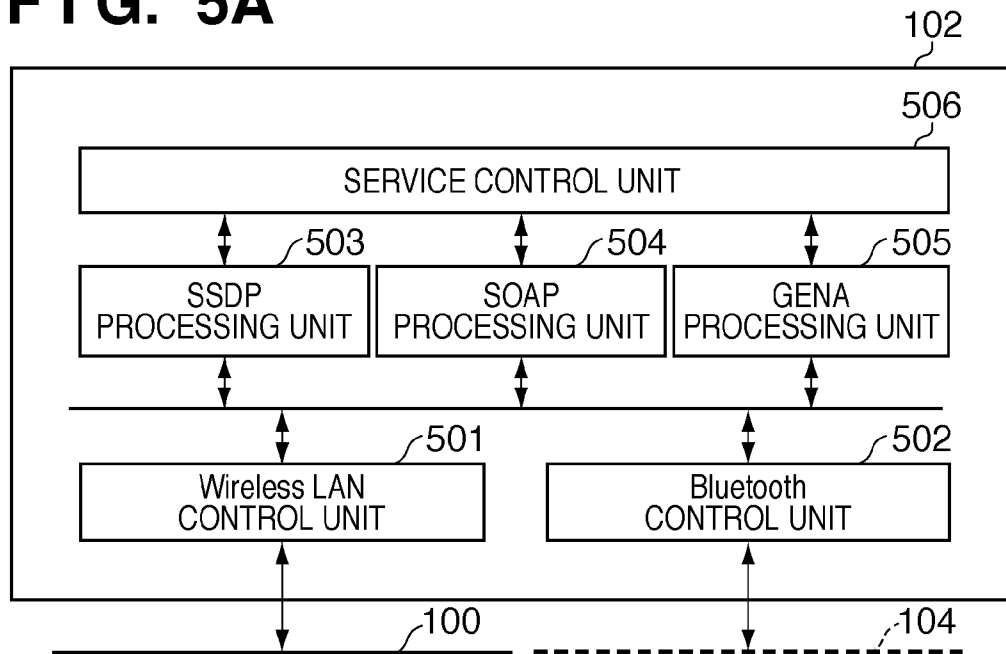 FIG. 5A
102
506
SERVICE CONTROL UNIT
503
504
505
SSDP
PROCESSING UNIT
SOAP
PROCESSING UNIT
GENA
PROCESSING UNIT
501
502
Wireless LAN
CONTROL UNIT
Bluetooth
CONTROL UNIT
100
104